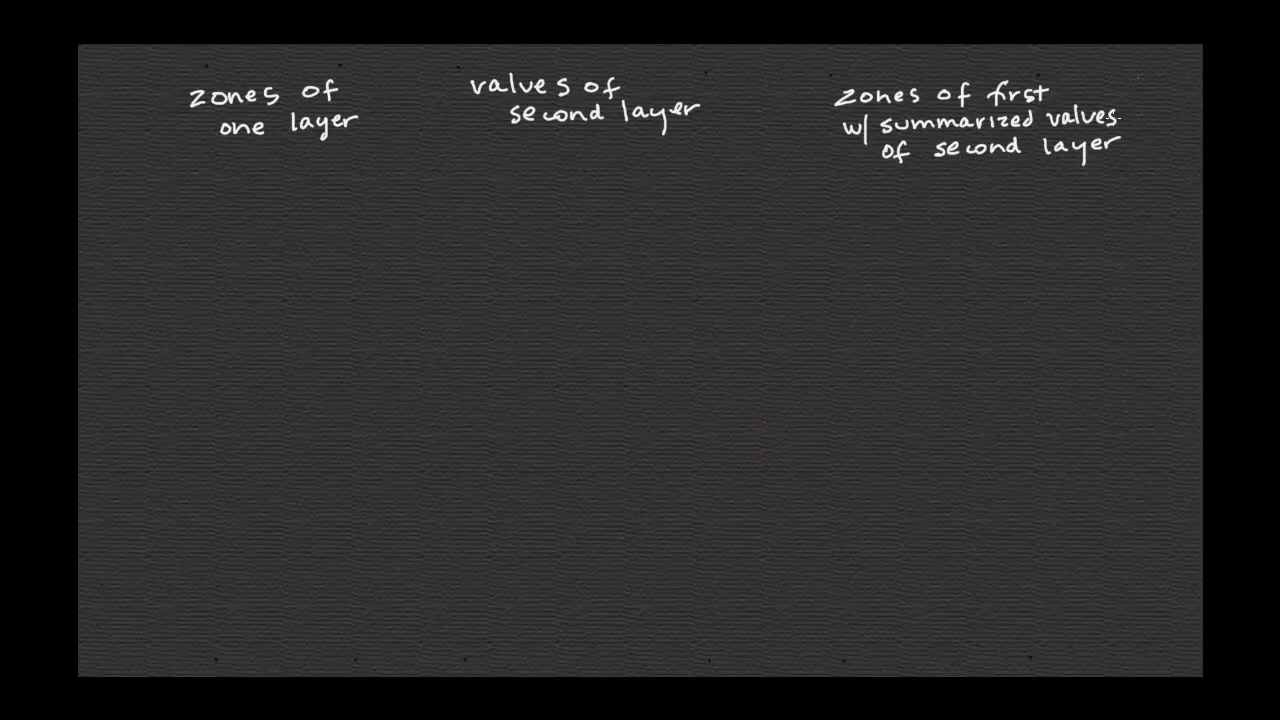 zones of
one layer
values of
second layer
zones of first
w/ summarized values
of second layer